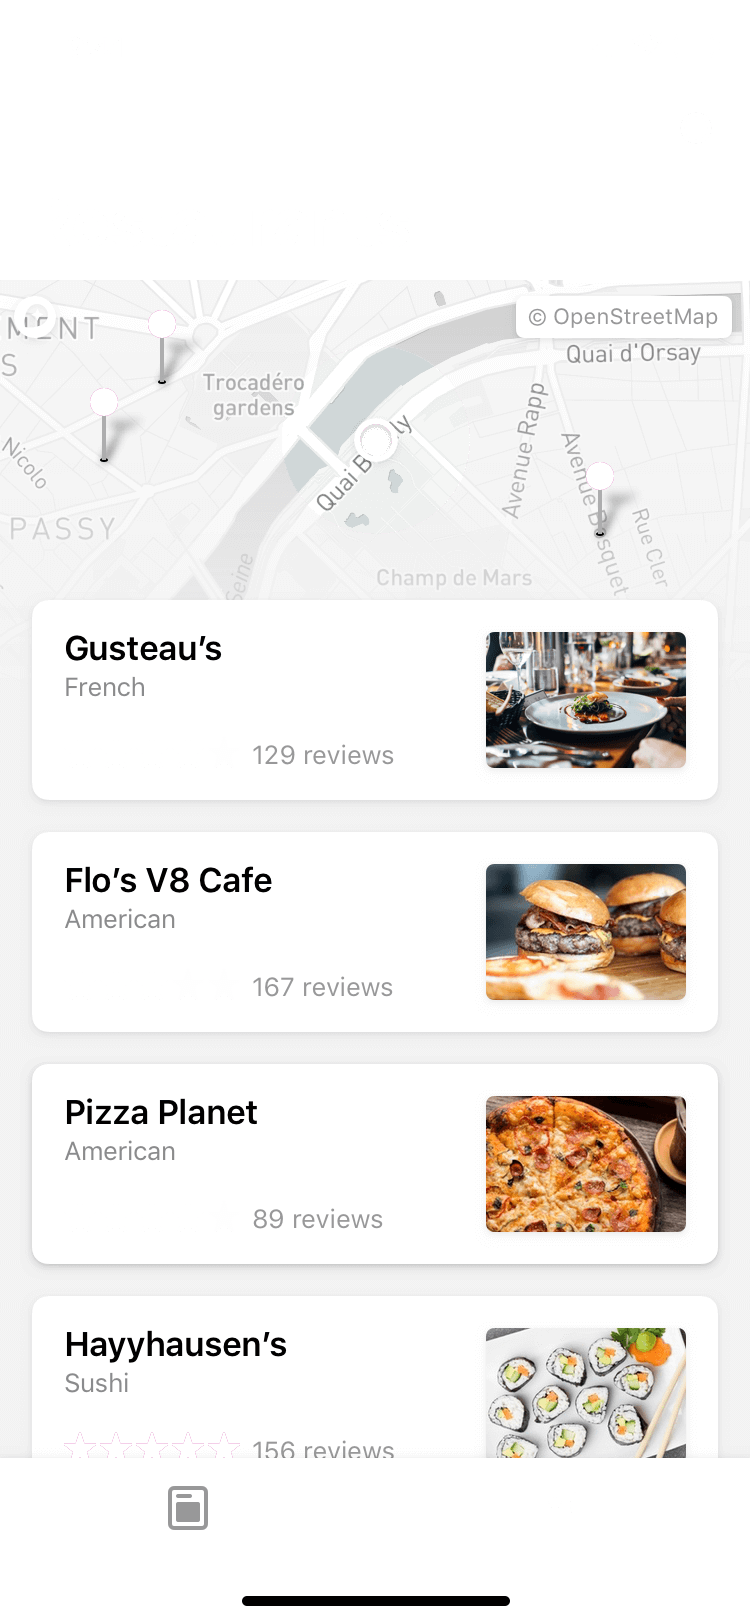 © OpenStreetMap
MENT
S
Quai d'Orsay
Trocadéro
gardens
Nicolo
Quai B ly
Avenue Rapp
Avenue Bosquet
Rue Cler
PASSY
Seine
Champ de Mars
Gusteau’s
French
129 reviews
Flo’s V8 Cafe
American
167 reviews
Pizza Planet
American
89 reviews
Hayyhausen’s
Sushi
156 reviews